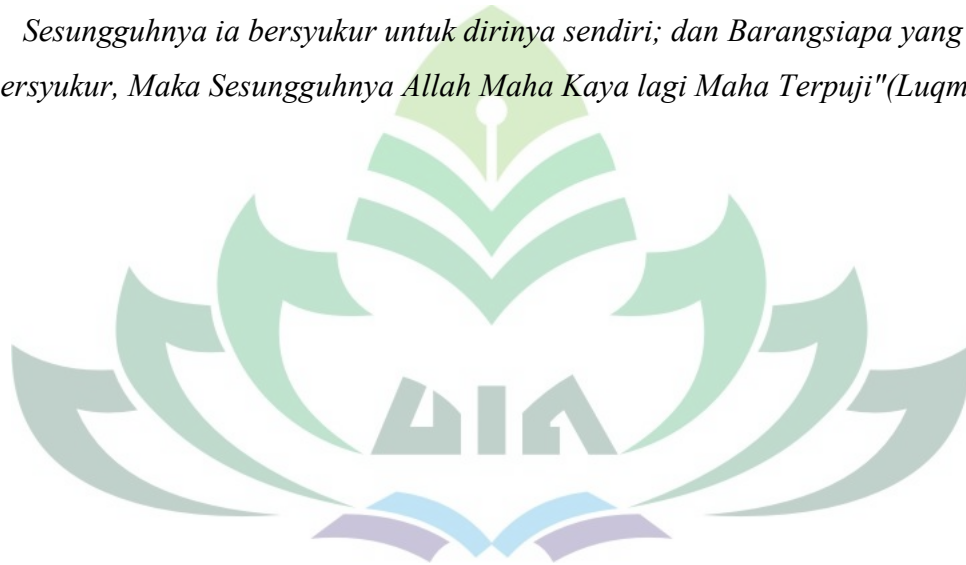 Sesungguhnya ia bersyukur untuk dirinya sendiri; dan Barangsiapa yang
ersyukur, Maka Sesungguhnya Allah Maha Kaya lagi Maha Terpuji"(Luqm
UIN